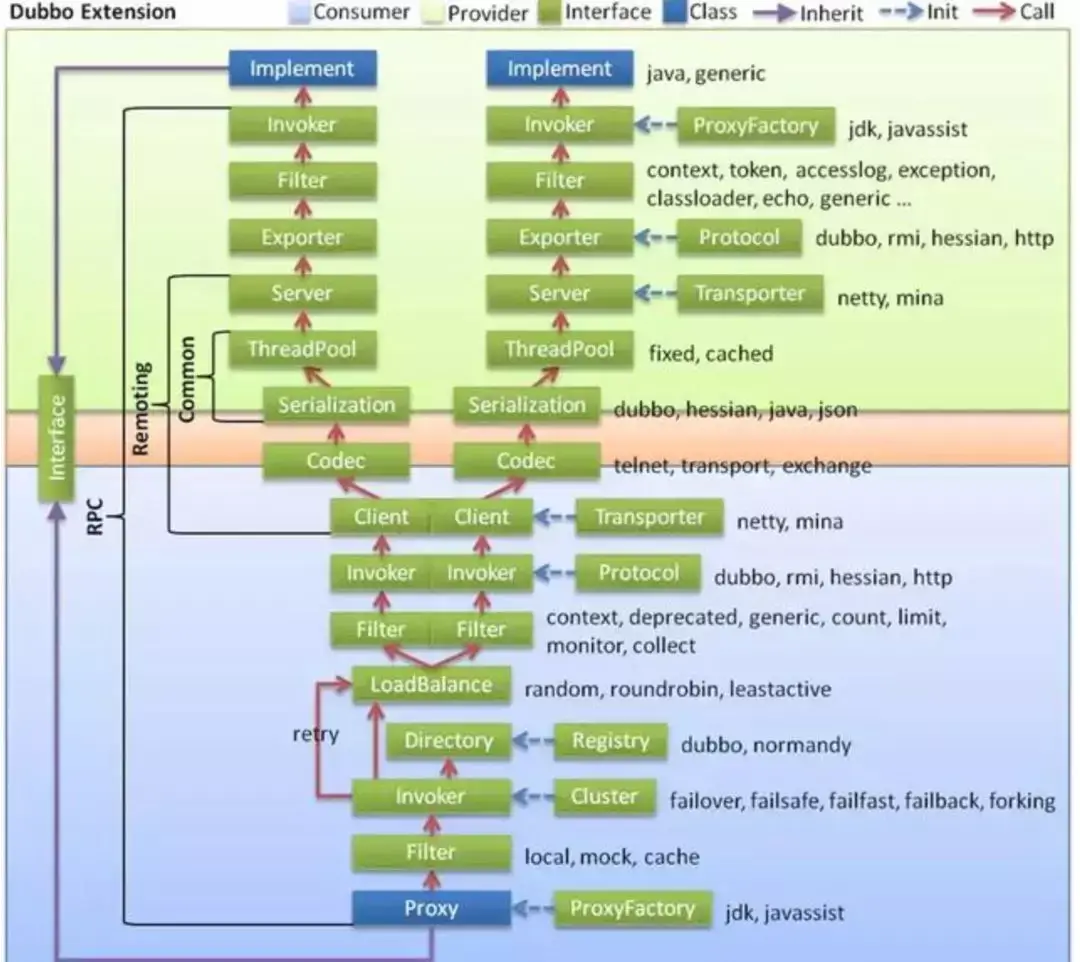 Dubbo Extension Consumer Provider Interface Class Inherit Init Call
Implement Implement java, generic
Invoker Invoker ProxyFactory jdk, javassist
Filter Filter context, token, accesslog, exception,
classloader, echo, generic ...
Exporter Exporter Protocol dubbo, rmi, hessian, http
Server Server Transporter netty, mina
ThreadPool ThreadPool fixed, cached
Common
Remoting
Serialization Serialization dubbo, hessian, java, json
Interface
Codec Codec telnet, transport, exchange
RPC
Client Client Transporter netty, mina
Invoker Invoker Protocol dubbo, rmi, hessian, http
Filter Filter context, deprecated, generic, count, limit,
monitor, collect
LoadBalance random, roundrobin, leastactive
retry
Directory Registry dubbo, normandy
Invoker Cluster failover, failsafe, failfast, failback, forking
Filter local, mock, cache
Proxy ProxyFactory jdk, javassist